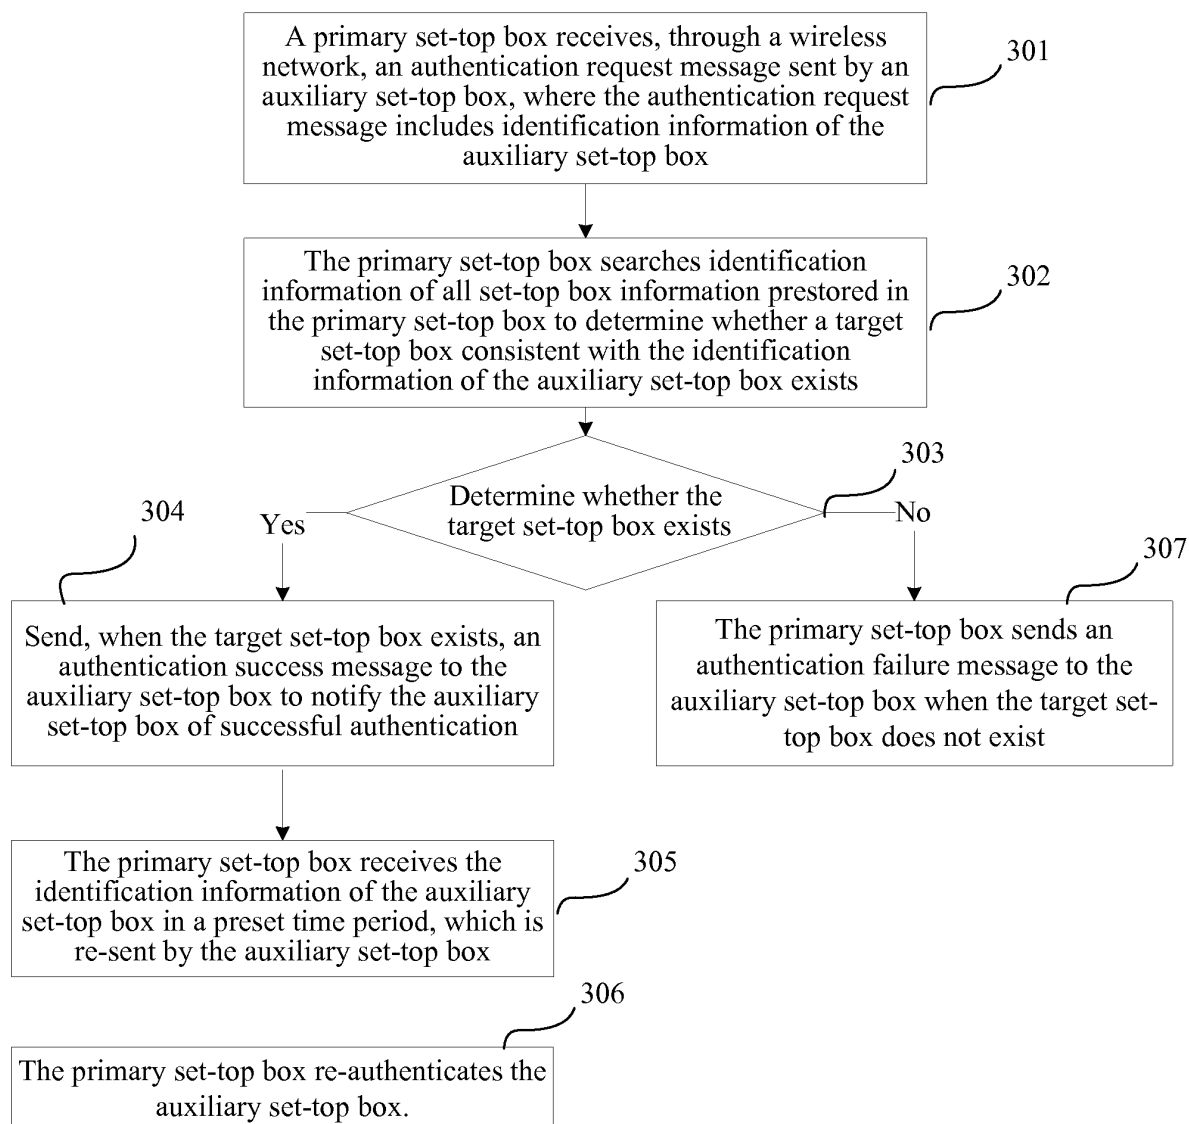 A primary set-top box receives, through a wireless
network, an authentication request message sent by an
auxiliary set-top box, where the authentication request
message includes identification information of the
auxiliary set-top box
301
The primary set-top box searches identification
information of all set-top box information prestored in
the primary set-top box to determine whether a target
set-top box consistent with the identification
information of the auxiliary set-top box exists
302
Determine whether the
target set-top box exists
303
Yes
No
304
Send, when the target set-top box exists, an
authentication success message to the
auxiliary set-top box to notify the auxiliary
set-top box of successful authentication
307
The primary set-top box sends an
authentication failure message to the
auxiliary set-top box when the target set-
top box does not exist
The primary set-top box receives the
identification information of the auxiliary
set-top box in a preset time period, which is
re-sent by the auxiliary set-top box
305
306
The primary set-top box re-authenticates the
auxiliary set-top box.